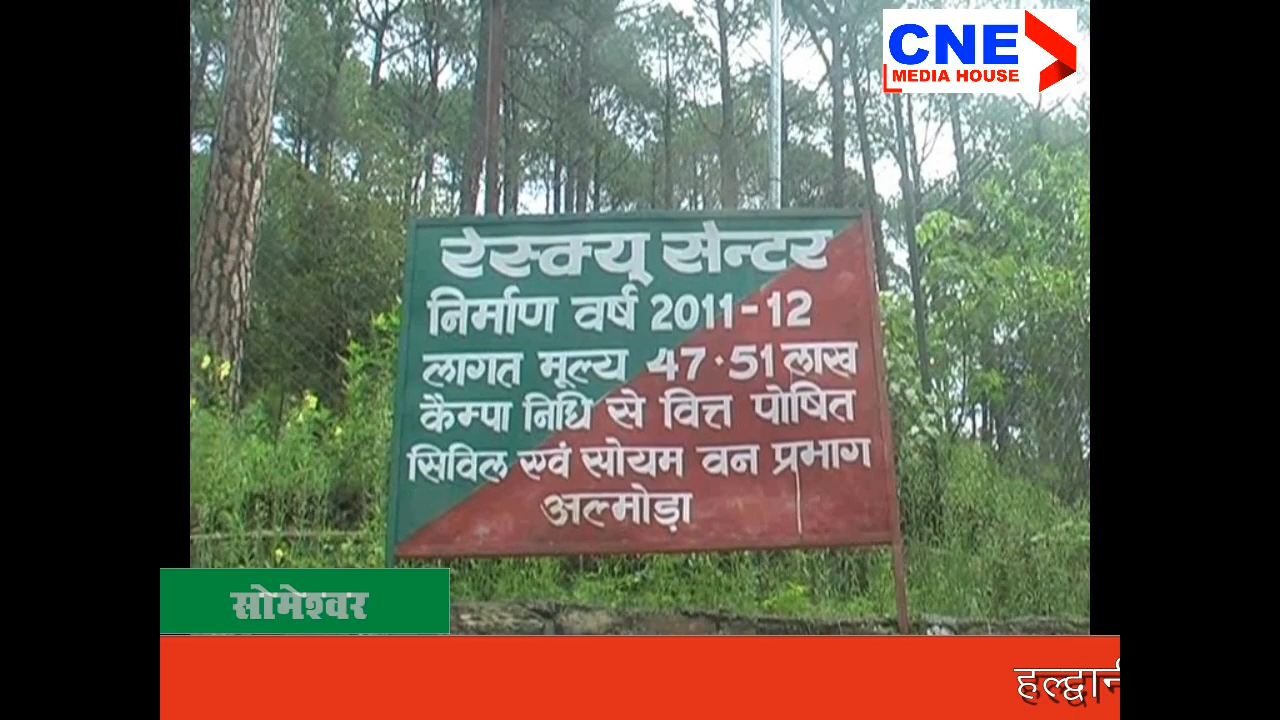 CNE
MEDIA HOUSE
रेस्क्यू सेन्टर
निर्माण वर्ष 2011-12
लागत मूल्य 47.51 लाख
कैम्पा निधि से वित्त पोषित
सिविल एवं सोयम वन प्रभाग
अल्मोड़ा
सोमेश्वर